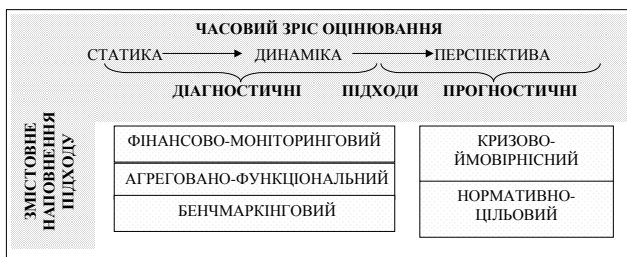 ЧАСОВИЙ ЗРІС ОЦІНЮВАННЯ
СТАТИКА ДИНАМІКА ПЕРСПЕКТИВА
ДІАГНОСТИЧНІ ПІДХОДИ ПРОГНОСТИЧНІ
ЗМІСТОВНЕ
НАПОВНЕННЯ
ПІДХОДУ
ФІНАНСОВО-МОНІТОРИНГОВИЙ
АГРЕГОВАНО-ФУНКЦІОНАЛЬНИЙ
БЕНЧМАРКІНГОВИЙ
КРИЗОВО-
ЙМОВІРНІСНИЙ
НОРМАТИВНО-
ЦІЛЬОВИЙ